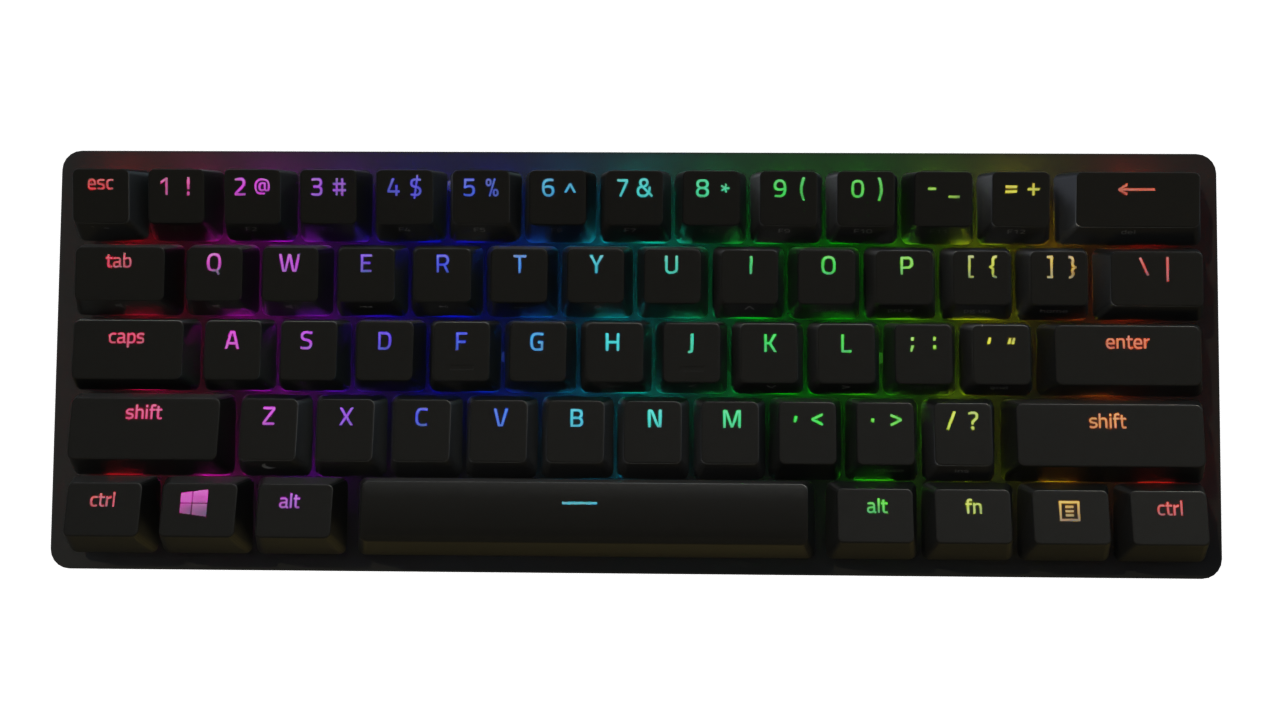 esc 1 ! 2 @ 3 # 4 $ 5 % 6 ^ 7 & 8 * 9 ( 0 ) - _ = + ←
tab Q W E R T Y U I O P [ { ] } \ |
caps A S D F G H J K L ; : ' " enter
shift Z X C V B N M , < . > / ? shift
ctrl alt — alt fn ctrl